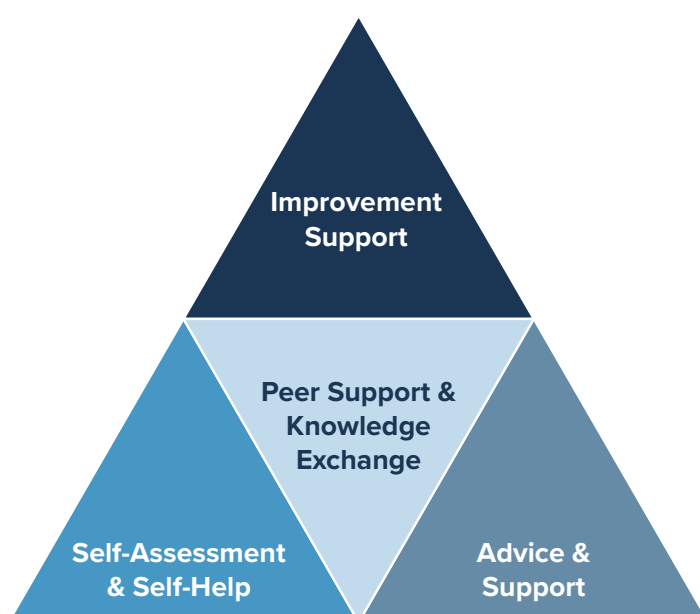 Improvement
Support
Peer Support &
Knowledge
Exchange
Self-Assessment
& Self-Help
Advice &
Support